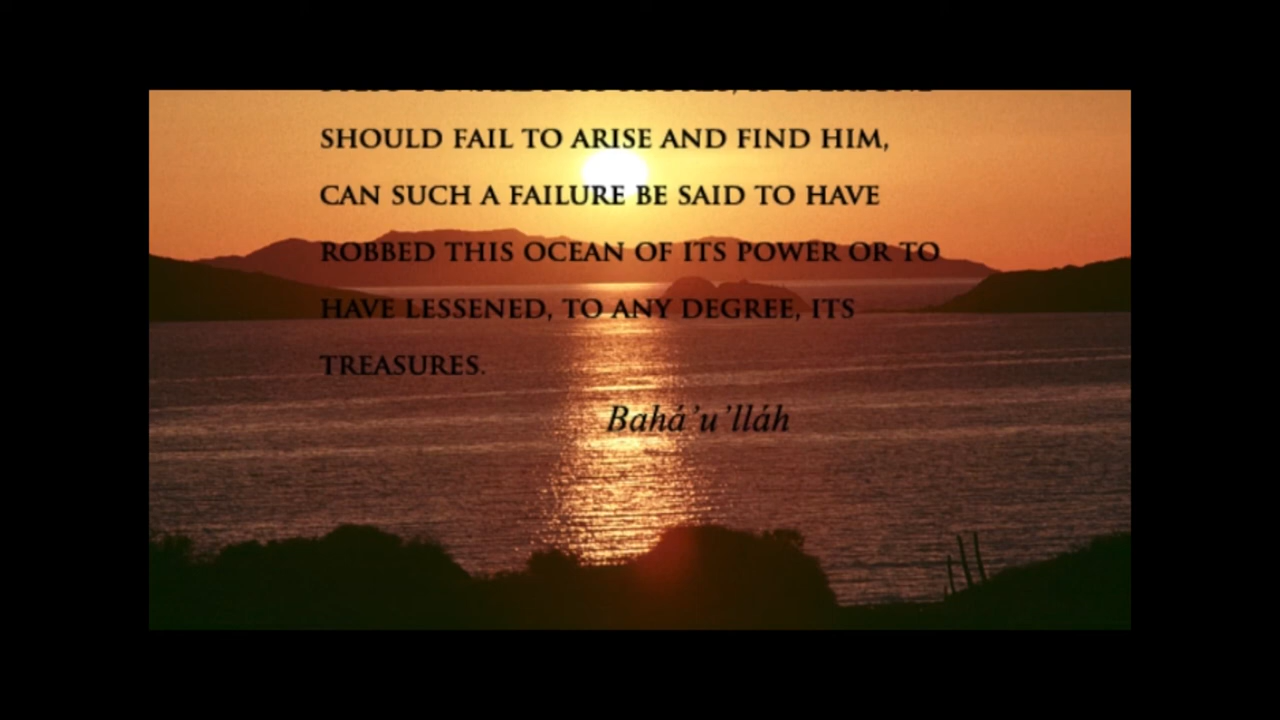 SHOULD FAIL TO ARISE AND FIND HIM,
CAN SUCH A FAILURE BE SAID TO HAVE
ROBBED THIS OCEAN OF ITS POWER OR TO
HAVE LESSENED, TO ANY DEGREE, ITS
TREASURES.
Bahá’u’lláh